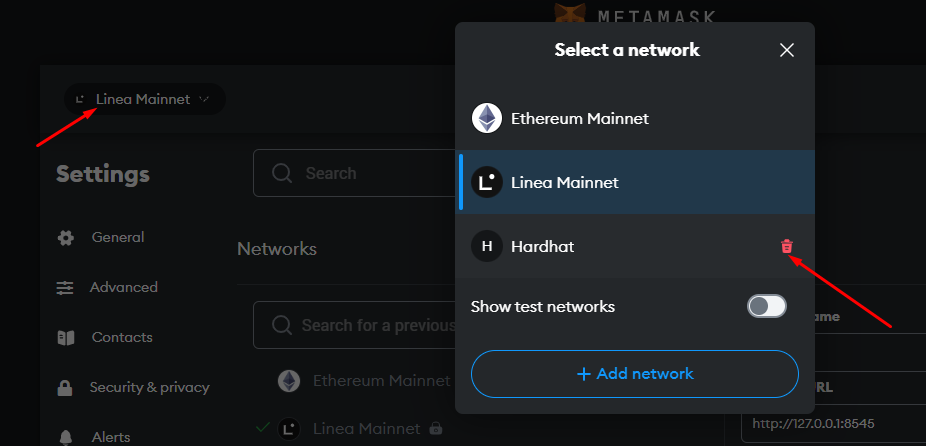 METAMASK
Select a network
Linea Mainnet
Ethereum Mainnet
Linea Mainnet
Hardhat
Show test networks
+ Add network
Settings
General
Advanced
Contacts
Security & privacy
Alerts
Search
Networks
Search for a previous
Ethereum Mainnet
Linea Mainnet
ame
URL
http://127.0.0.1:8545
H